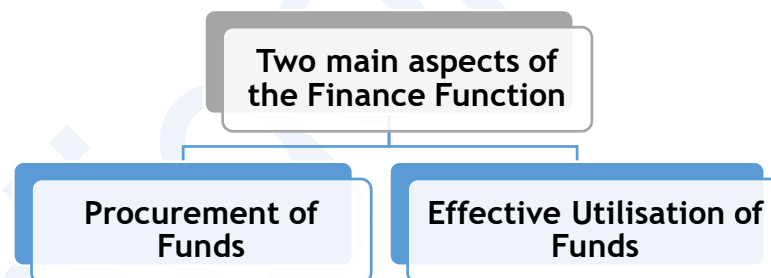 Two main aspects of
the Finance Function
Procurement of
Funds
Effective Utilisation of
Funds